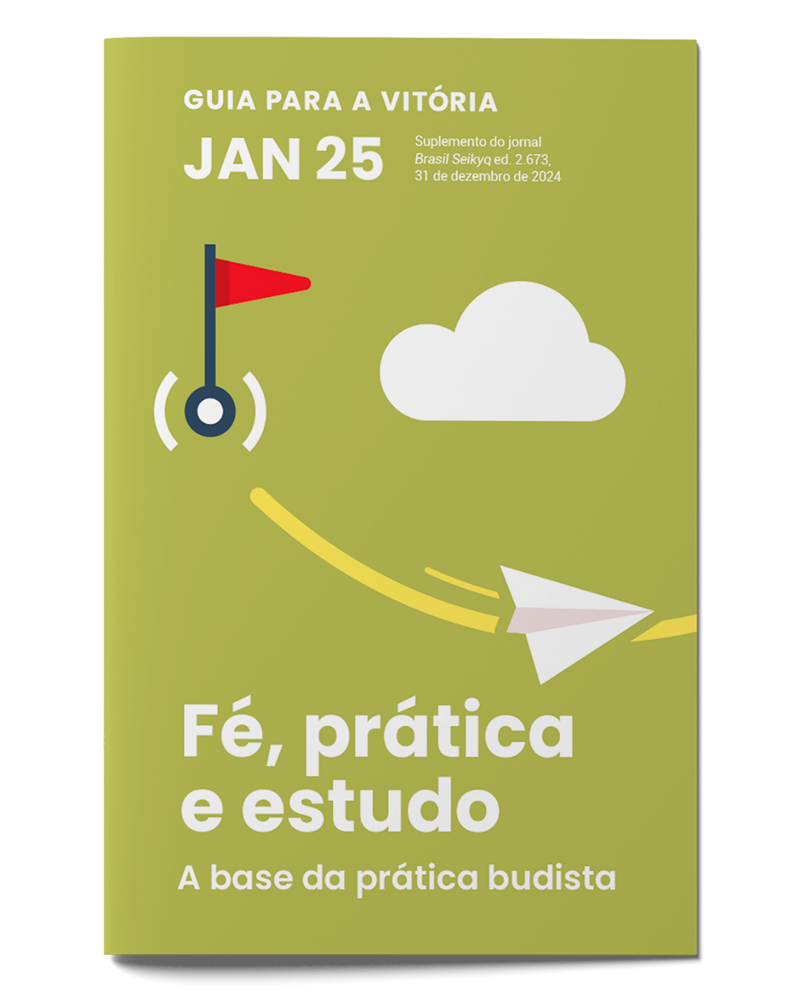 GUIA PARA A VITÓRIA
JAN 25
Suplemento do jornal
Brasil Seikyo, ed. 2.673,
31 de dezembro de 2024
Fé, prática
e estudo
A base da prática budista